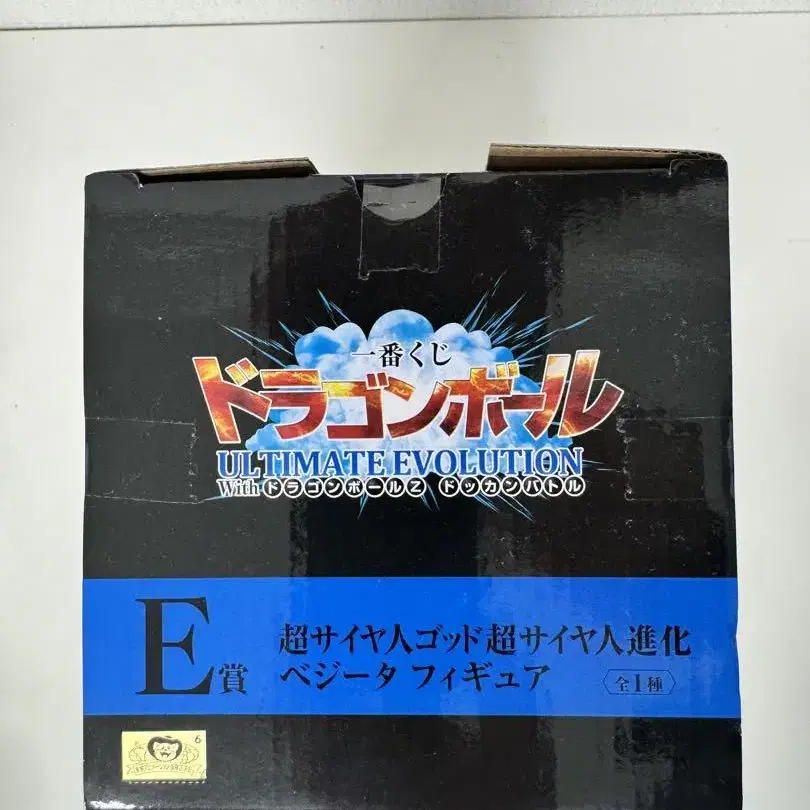 一番くじ
ドラゴンボール
ULTIMATE EVOLUTION
With ドラゴンボールZ ドッカンバトル
E賞
超サイヤ人ゴッド超サイヤ人進化
ベジータ フィギュア
全1種
6